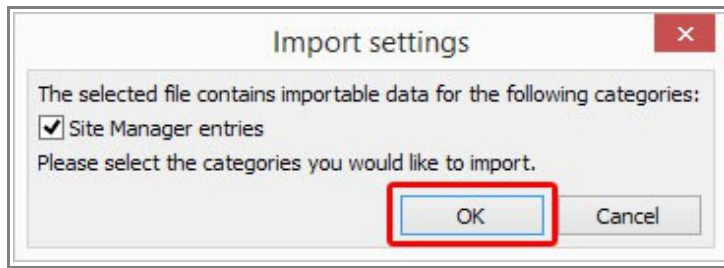 Import settings
The selected file contains importable data for the following categories:
Site Manager entries
Please select the categories you would like to import.
OK Cancel